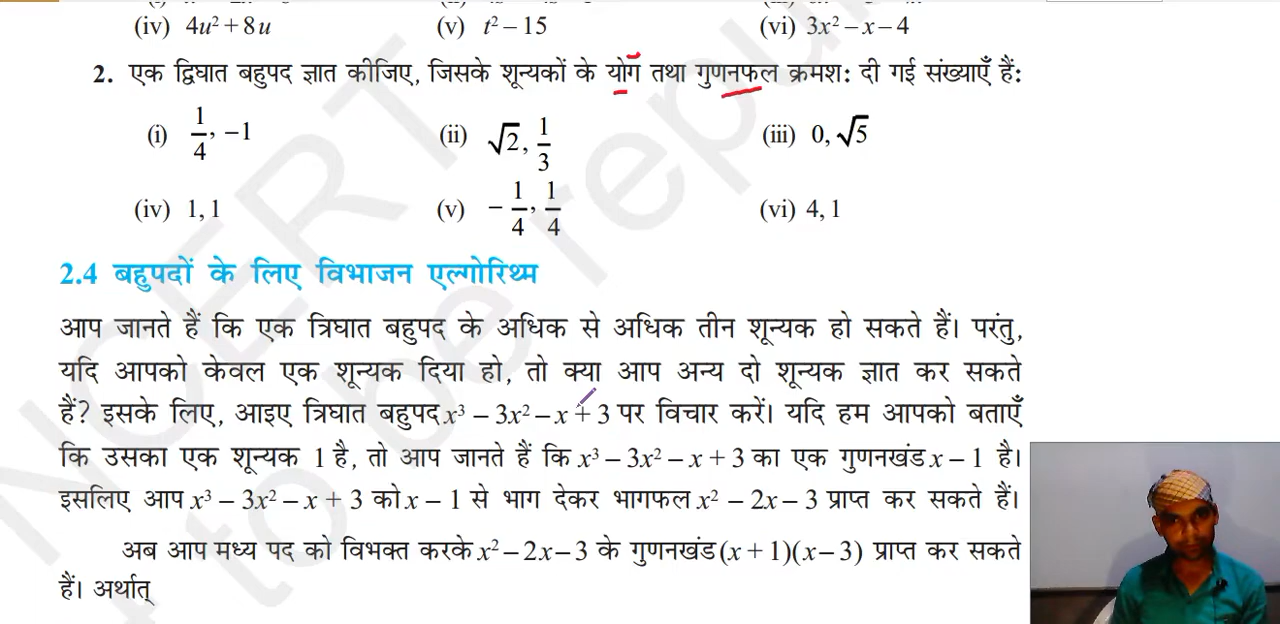 (iv) 4u² + 8u (v) t² – 15 (vi) 3x² – x – 4
2. एक द्विघात बहुपद ज्ञात कीजिए, जिसके शून्यकों के योग तथा गुणनफल क्रमशः दी गई संख्याएँ हैं:
(i) 1/4, –1 (ii) √2, 1/3 (iii) 0, √5
(iv) 1, 1 (v) –1/4, 1/4 (vi) 4, 1
2.4 बहुपदों के लिए विभाजन एल्गोरिथ्म
आप जानते हैं कि एक त्रिघात बहुपद के अधिक से अधिक तीन शून्यक हो सकते हैं। परंतु,
यदि आपको केवल एक शून्यक दिया हो, तो क्या आप अन्य दो शून्यक ज्ञात कर सकते
हैं? इसके लिए, आइए त्रिघात बहुपद x³ – 3x² – x + 3 पर विचार करें। यदि हम आपको बताएँ
कि उसका एक शून्यक 1 है, तो आप जानते हैं कि x³ – 3x² – x + 3 का एक गुणनखंड x – 1 है।
इसलिए आप x³ – 3x² – x + 3 को x – 1 से भाग देकर भागफल x² – 2x – 3 प्राप्त कर सकते हैं।
अब आप मध्य पद को विभक्त करके x² – 2x – 3 के गुणनखंड (x + 1)(x – 3) प्राप्त कर सकते
हैं। अर्थात्
NCERT
to be repu